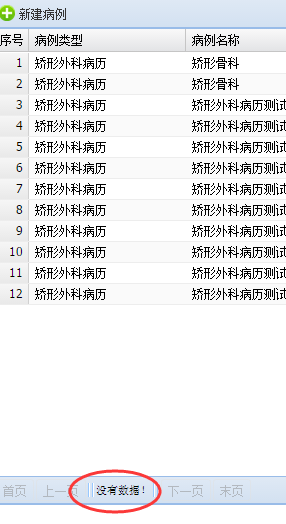 新建病例
序号 病例类型 病例名称
1 矫形外科病历 矫形骨科
2 矫形外科病历 矫形骨科
3 矫形外科病历 矫形外科病历测试
4 矫形外科病历 矫形外科病历测试
5 矫形外科病历 矫形外科病历测试
6 矫形外科病历 矫形外科病历测试
7 矫形外科病历 矫形外科病历测试
8 矫形外科病历 矫形外科病历测试
9 矫形外科病历 矫形外科病历测试
10 矫形外科病历 矫形外科病历测试
11 矫形外科病历 矫形外科病历测试
12 矫形外科病历 矫形外科病历测试
首页 上一页 没有数据! 下一页 末页